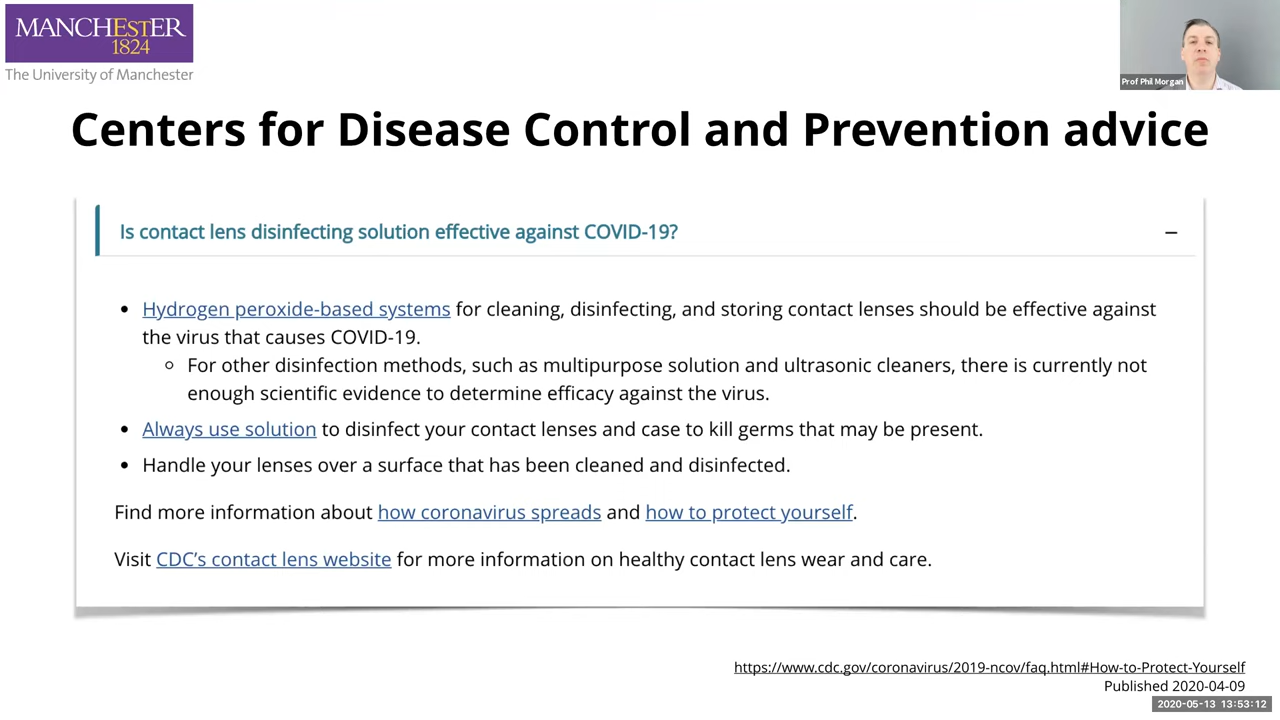 MANCHESTER
1824
The University of Manchester
Prof Phil Morgan
Centers for Disease Control and Prevention advice
Is contact lens disinfecting solution effective against COVID-19?
• Hydrogen peroxide-based systems for cleaning, disinfecting, and storing contact lenses should be effective against
the virus that causes COVID-19.
○ For other disinfection methods, such as multipurpose solution and ultrasonic cleaners, there is currently not
enough scientific evidence to determine efficacy against the virus.
• Always use solution to disinfect your contact lenses and case to kill germs that may be present.
• Handle your lenses over a surface that has been cleaned and disinfected.
Find more information about how coronavirus spreads and how to protect yourself.
Visit CDC’s contact lens website for more information on healthy contact lens wear and care.
https://www.cdc.gov/coronavirus/2019-ncov/faq.html#How-to-Protect-Yourself
Published 2020-04-09
2020-05-13 13:53:12